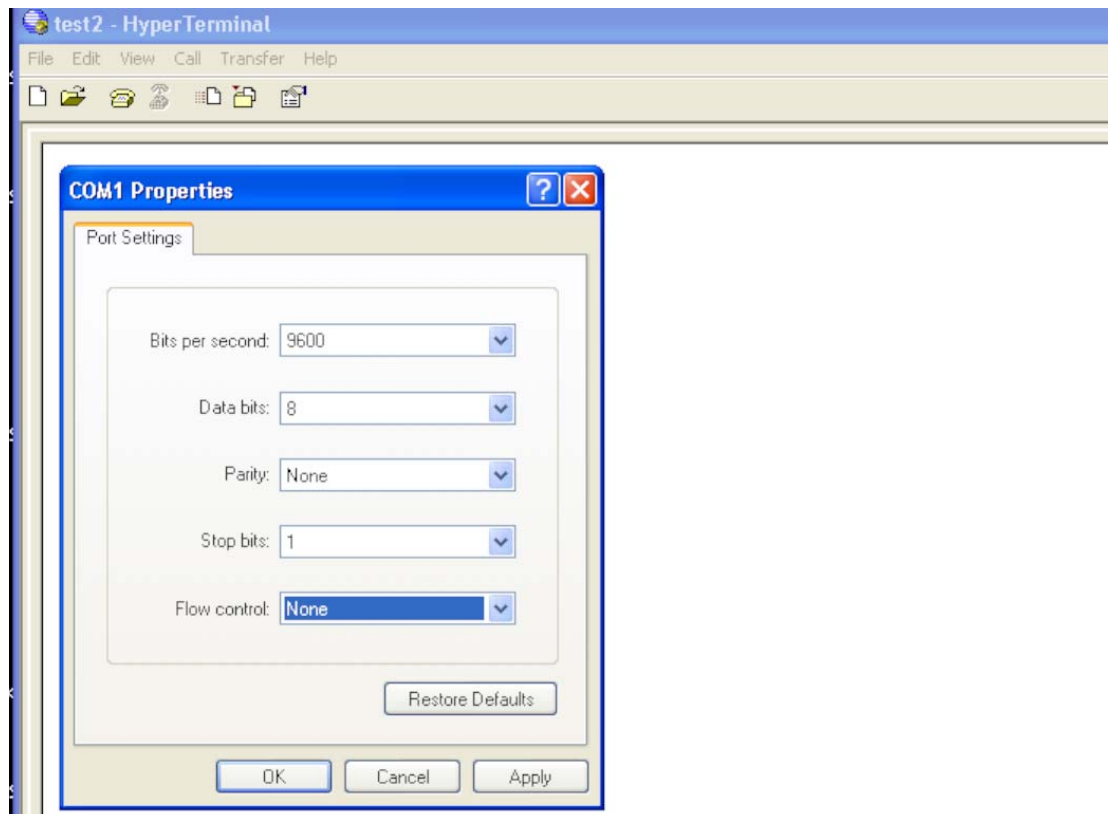 test2 - HyperTerminal
File Edit View Call Transfer Help
COM1 Properties
Port Settings
Bits per second: 9600
Data bits: 8
Parity: None
Stop bits: 1
Flow control: None
Restore Defaults
OK Cancel Apply